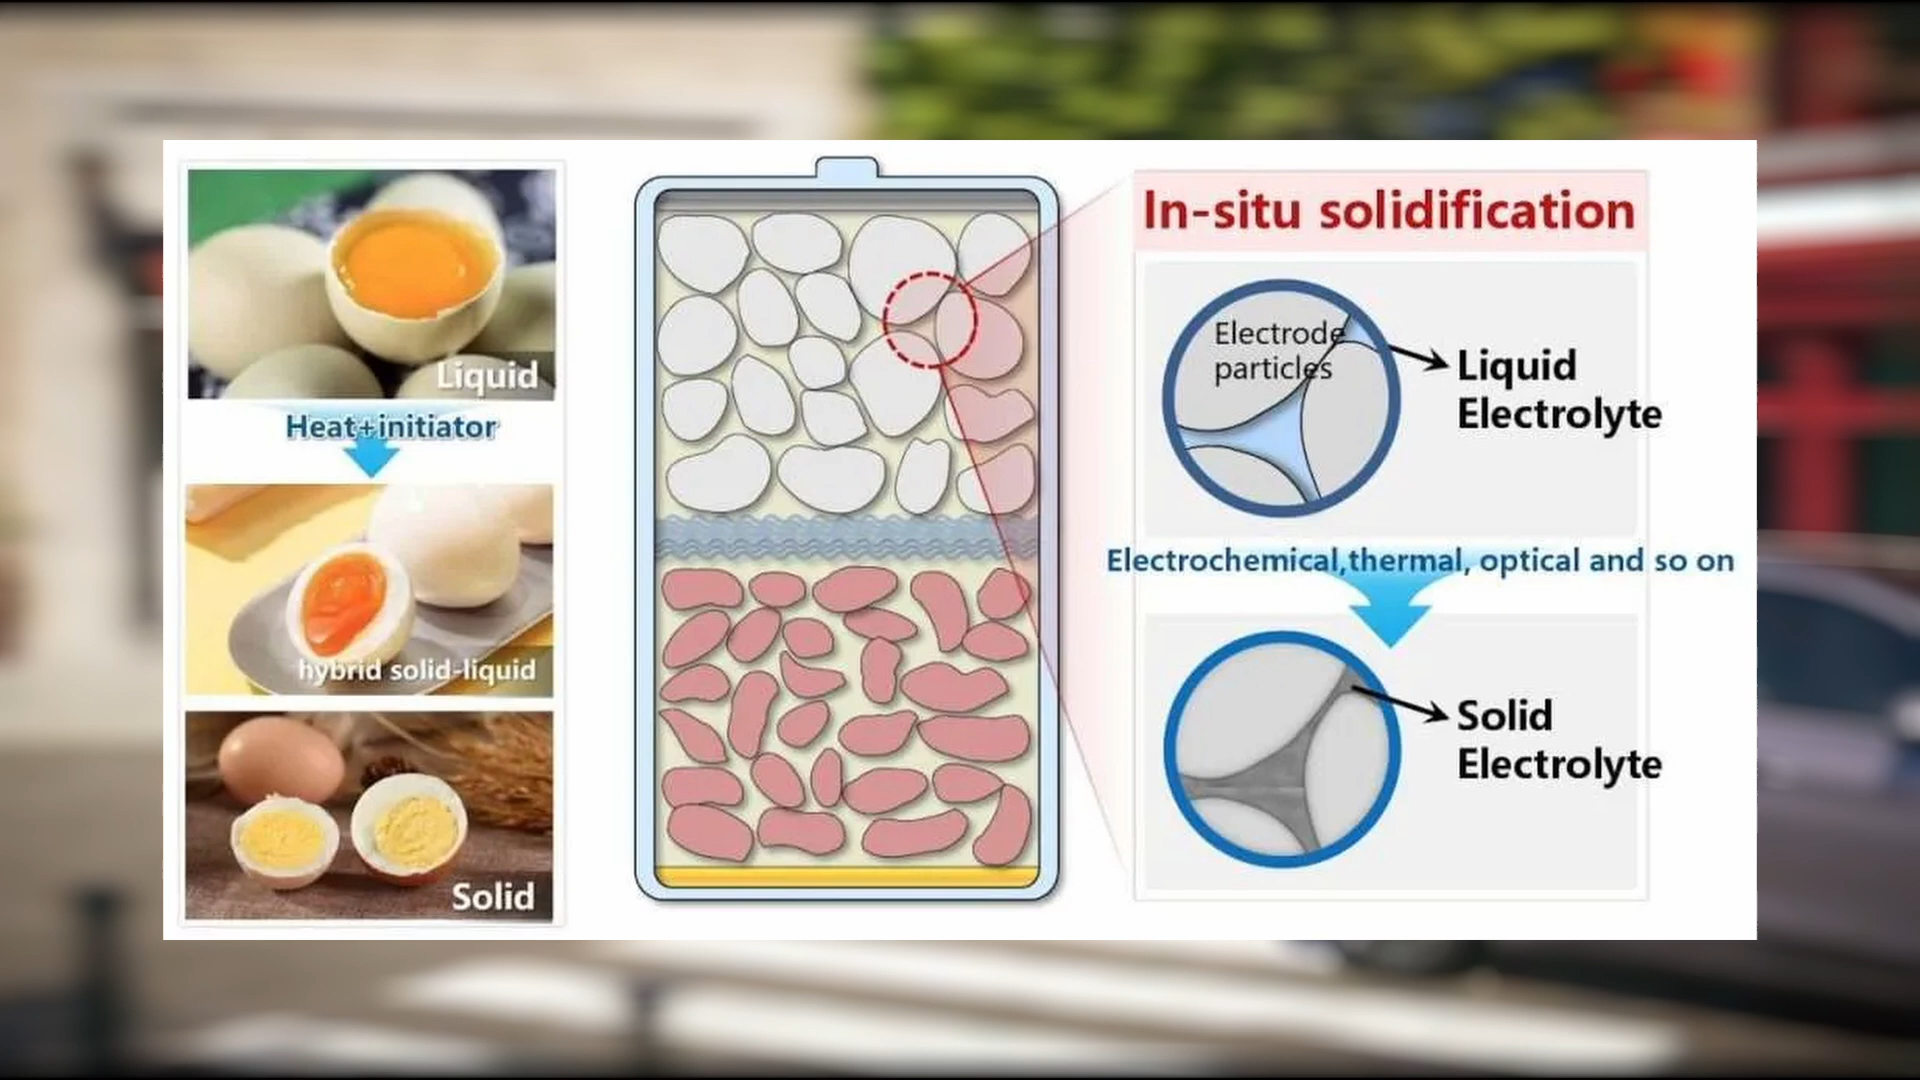 Liquid
Heat+initiator
hybrid solid-liquid
Solid
In-situ solidification
Electrode
particles
Liquid
Electrolyte
Electrochemical,thermal, optical and so on
Solid
Electrolyte